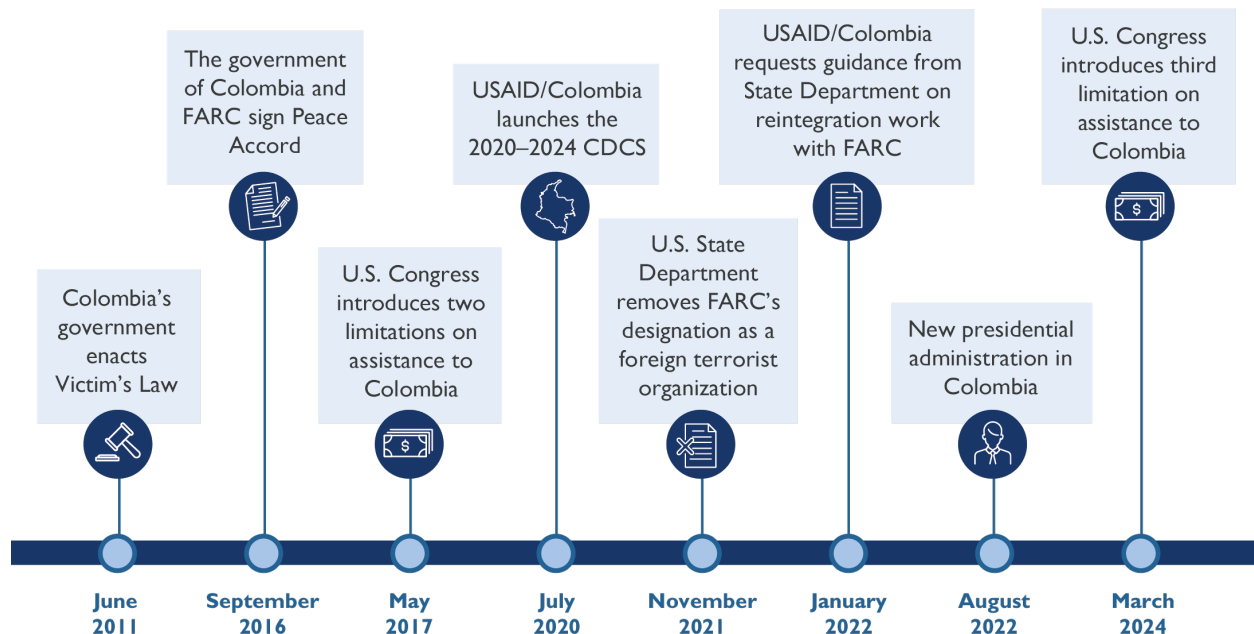 The government
of Colombia and
FARC sign Peace
Accord
USAID/Colombia
launches the
2020–2024 CDCS
USAID/Colombia
requests guidance from
State Department on
reintegration work
with FARC
U.S. Congress
introduces third
limitation on
assistance to
Colombia
Colombia’s
government
enacts
Victim’s Law
U.S. Congress
introduces two
limitations on
assistance to
Colombia
U.S. State
Department
removes FARC’s
designation as a
foreign terrorist
organization
New presidential
administration in
Colombia
$
$
$
June
2011
September
2016
May
2017
July
2020
November
2021
January
2022
August
2022
March
2024